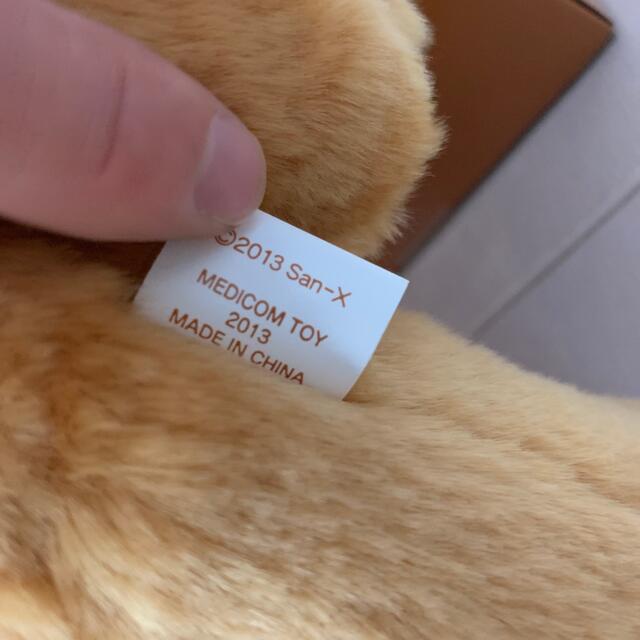 ©2013 San-X
MEDICOM TOY
2013
MADE IN CHINA